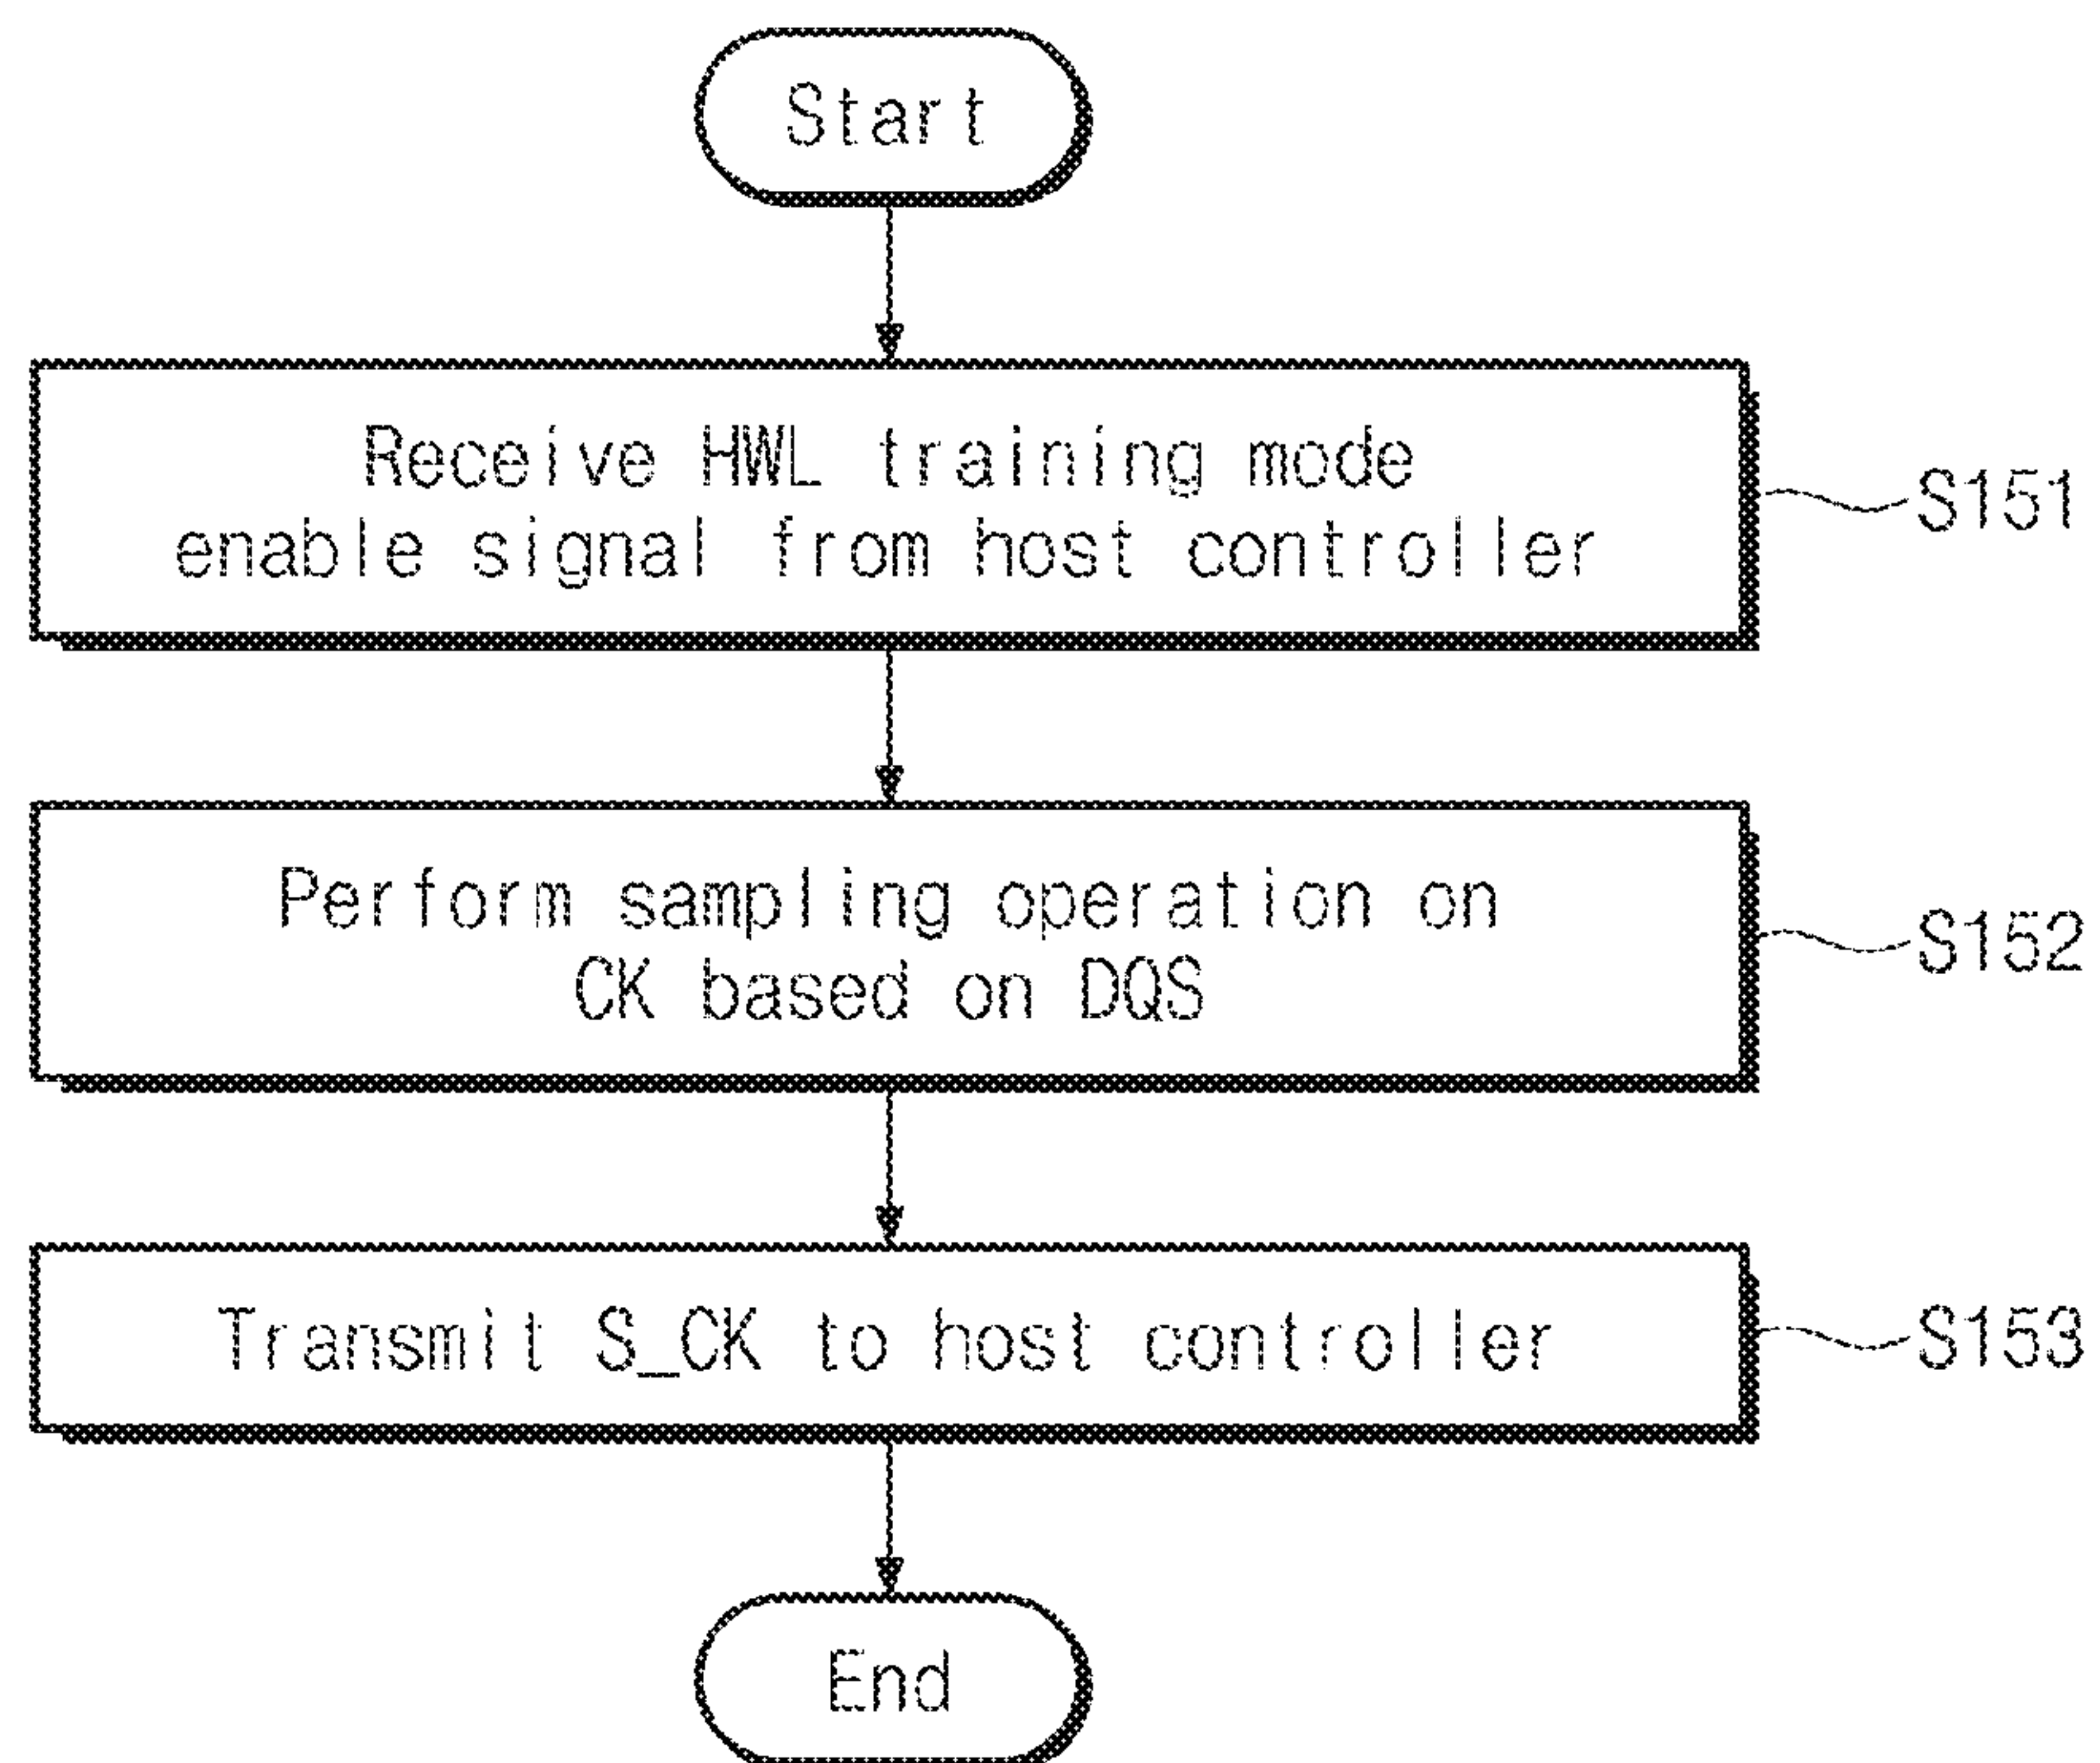 Start
Receive HWL training mode
enable signal from host controller
S151
Perform sampling operation on
CK based on DQS
S152
Transmit S_CK to host controller
S153
End